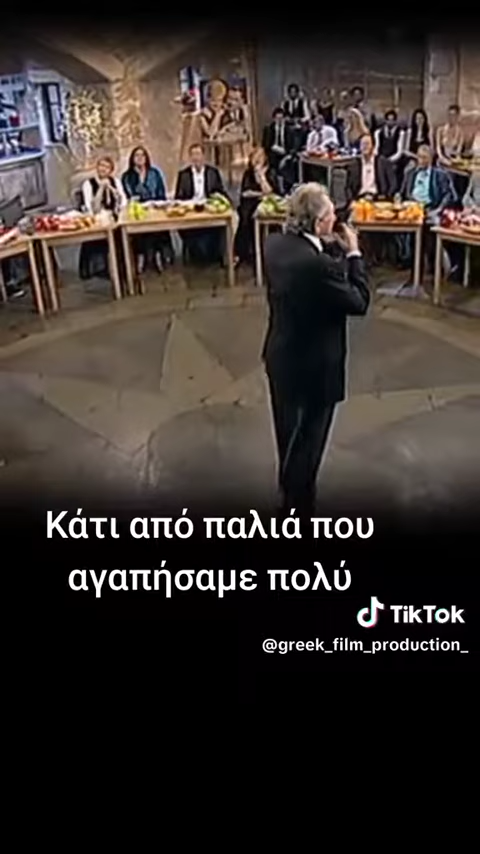 Κάτι από παλιά που
αγαπήσαμε πολύ
TikTok
@greek_film_production_